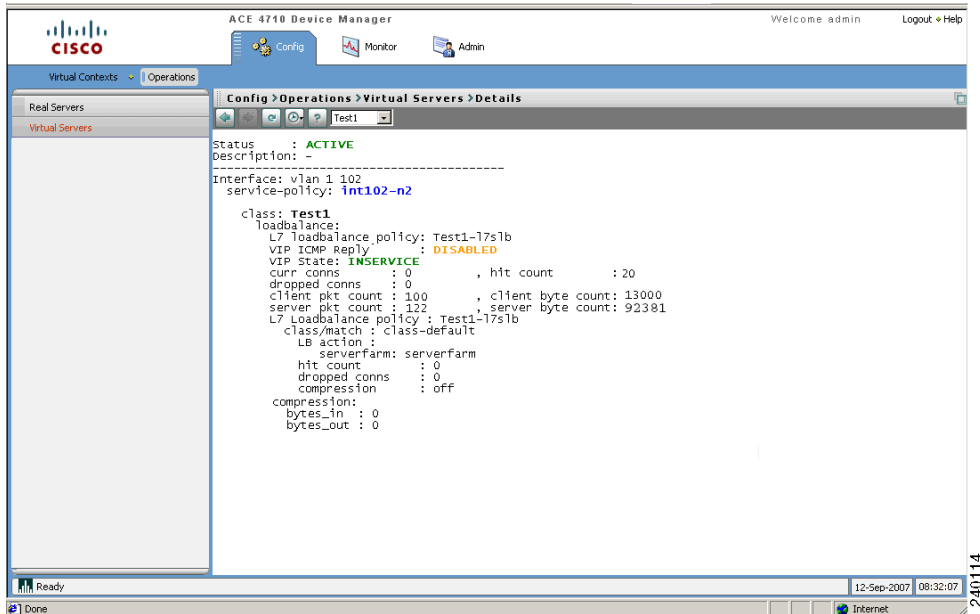 ACE 4710 Device Manager
Welcome admin
Logout
Help
CISCO
Config
Monitor
Admin
Virtual Contexts
Operations
Real Servers
Virtual Servers
Config > Operations > Virtual Servers > Details
Test1
Status : ACTIVE
Description: -
Interface: vlan 1 102
service-policy: int102-n2
class: Test1
loadbalance:
L7 loadbalance policy: Test1-l7slb
VIP ICMP Reply : DISABLED
VIP State: INSERVICE
curr conns : 0 , hit count : 20
dropped conns : 0
client pkt count : 100 , client byte count: 13000
server pkt count : 122 , server byte count: 92381
L7 Loadbalance policy : Test1-l7slb
class/match : class-default
LB action :
serverfarm: serverfarm
hit count : 0
dropped conns : 0
compression : off
compression:
bytes_in : 0
bytes_out : 0
Ready
12-Sep-2007
08:32:07
Done
Internet
240114